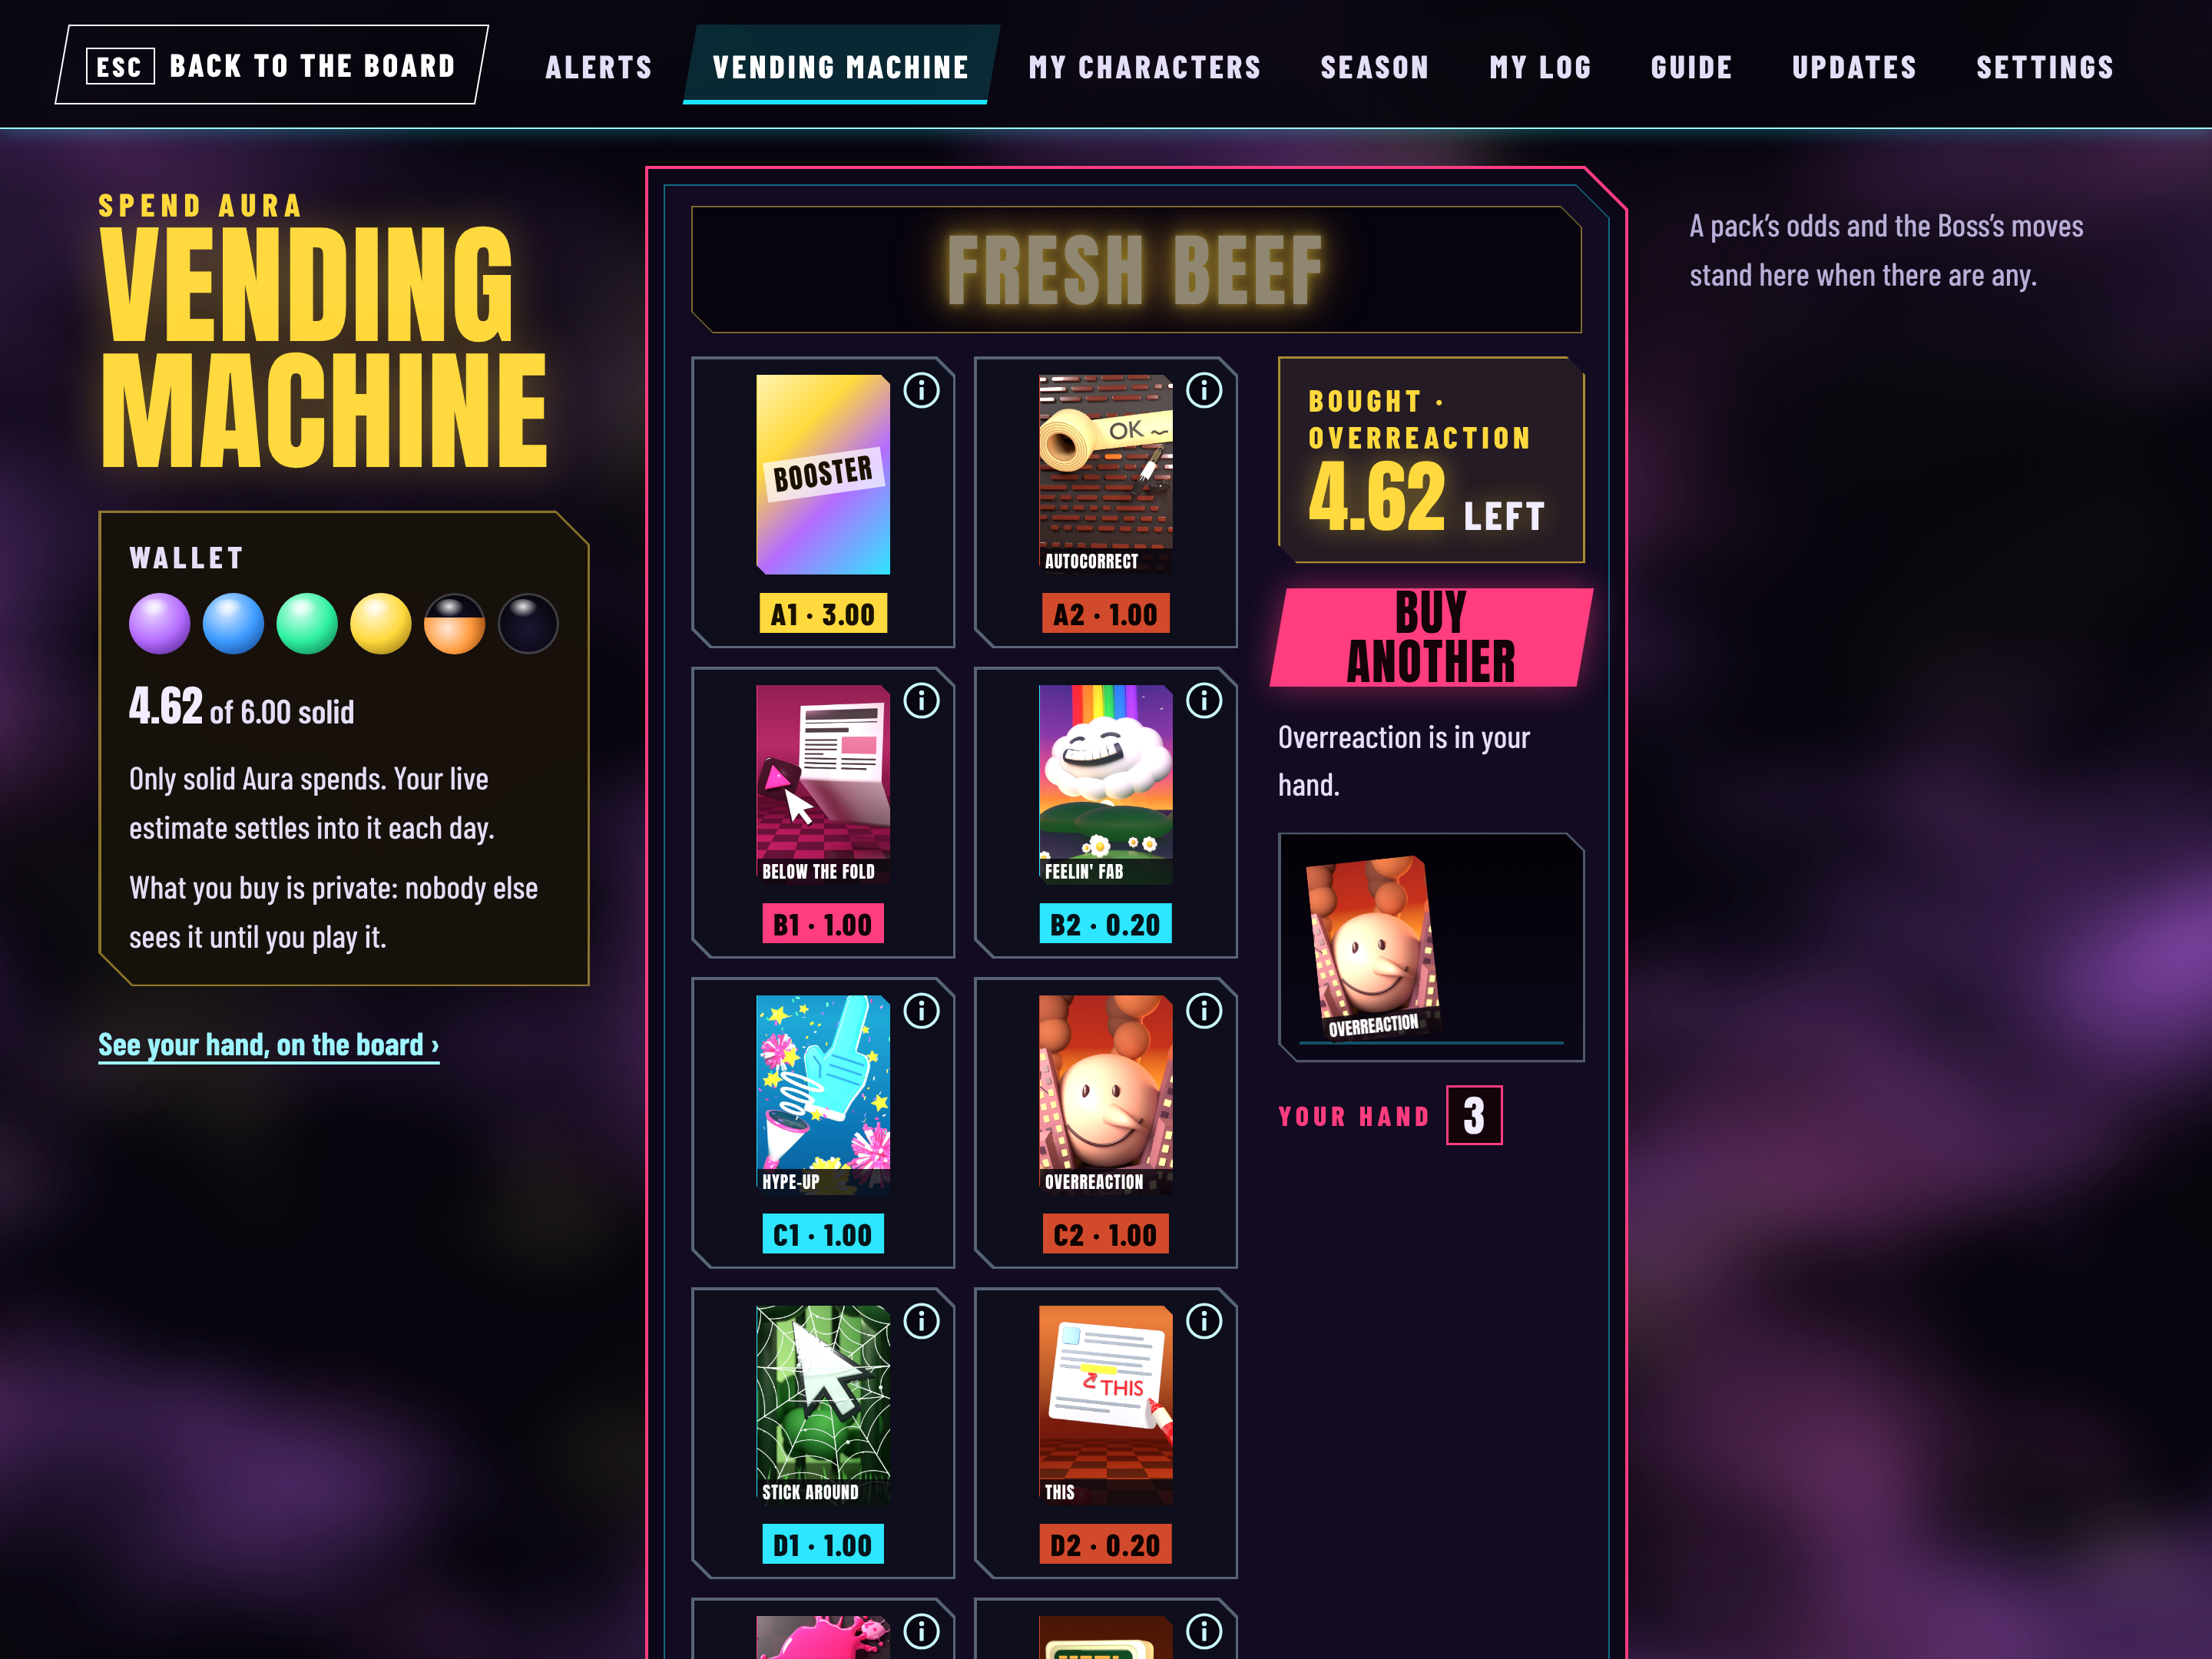 ESC BACK TO THE BOARD
ALERTS
VENDING MACHINE
MY CHARACTERS
SEASON
MY LOG
GUIDE
UPDATES
SETTINGS
SPEND AURA
VENDING
MACHINE
WALLET
4.62 of 6.00 solid
Only solid Aura spends. Your live
estimate settles into it each day.
What you buy is private: nobody else
sees it until you play it.
See your hand, on the board ›
FRESH BEEF
BOOSTER
A1 · 3.00
OK ~
AUTOCORRECT
A2 · 1.00
BELOW THE FOLD
B1 · 1.00
FEELIN' FAB
B2 · 0.20
HYPE-UP
C1 · 1.00
OVERREACTION
C2 · 1.00
STICK AROUND
D1 · 1.00
THIS
THIS
D2 · 0.20
BOUGHT ·
OVERREACTION
4.62 LEFT
BUY
ANOTHER
Overreaction is in your
hand.
OVERREACTION
YOUR HAND 3
A pack’s odds and the Boss’s moves
stand here when there are any.